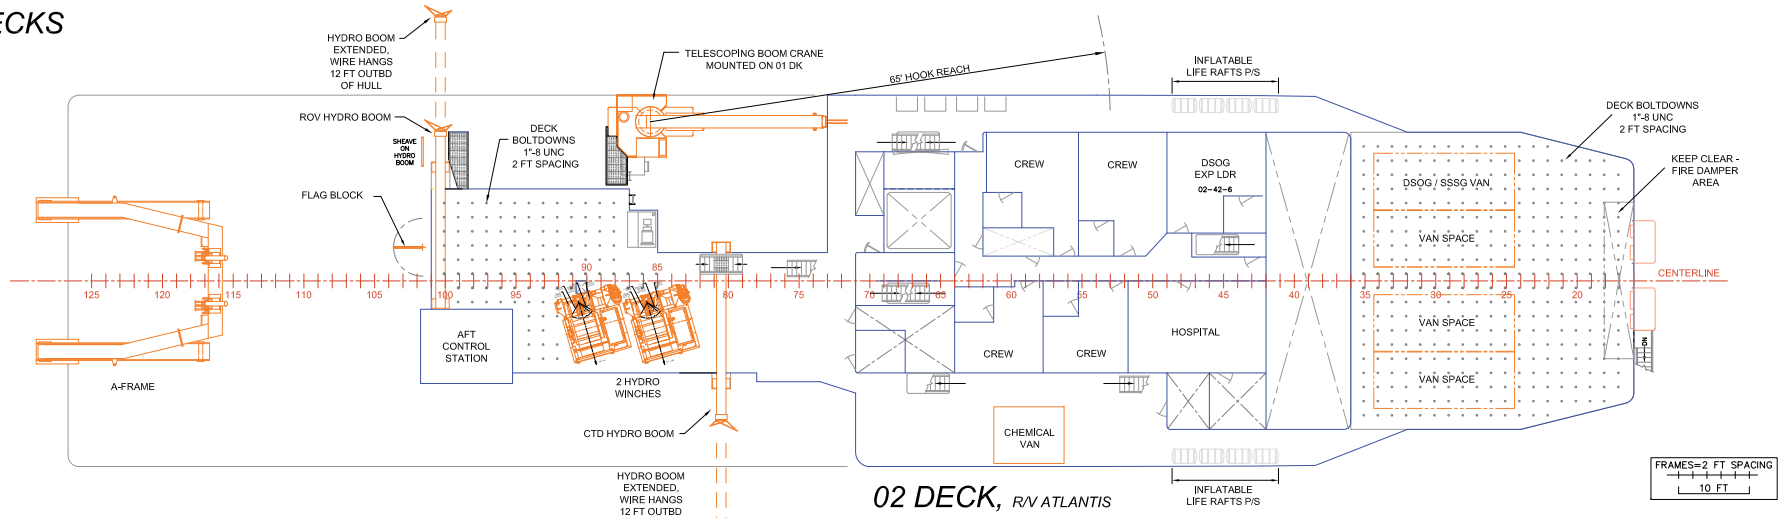 ECKS
HYDRO BOOM
EXTENDED,
WIRE HANGS
12 FT OUTBD
OF HULL
ROV HYDRO BOOM
SHEAVE
ON
HYDRO
BOOM
FLAG BLOCK
DECK
BOLTDOWNS
1"-8 UNC
2 FT SPACING
TELESCOPING BOOM CRANE
MOUNTED ON 01 DK
65' HOOK REACH
INFLATABLE
LIFE RAFTS P/S
DECK BOLTDOWNS
1"-8 UNC
2 FT SPACING
KEEP CLEAR -
FIRE DAMPER
AREA
CREW
CREW
DSOG
EXP LDR
02-42-6
DSOG / SSSG VAN
VAN SPACE
CENTERLINE
125
120
115
110
105
100
95
90
85
80
75
70
65
60
55
50
45
40
35
30
25
20
AFT
CONTROL
STATION
A-FRAME
2 HYDRO
WINCHES
CTD HYDRO BOOM
CREW
CREW
HOSPITAL
VAN SPACE
VAN SPACE
DN
CHEMICAL
VAN
HYDRO BOOM
EXTENDED,
WIRE HANGS
12 FT OUTBD
02 DECK, R/V ATLANTIS
INFLATABLE
LIFE RAFTS P/S
FRAMES=2 FT SPACING
10 FT